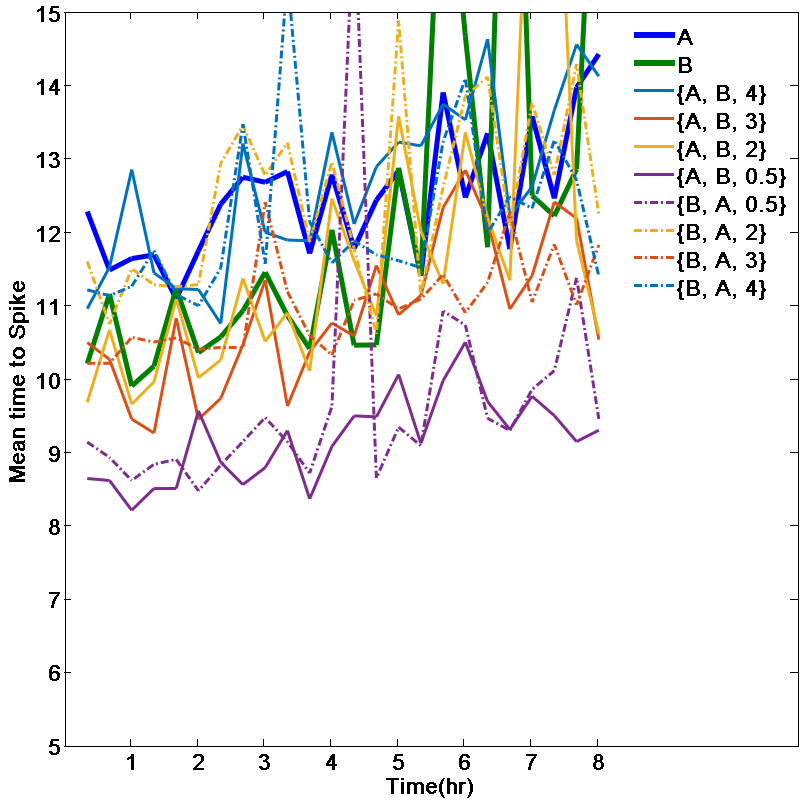 15
14
13
12
11
10
9
8
7
6
5
Mean time to Spike
1 2 3 4 5 6 7 8
Time(hr)
A
B
{A, B, 4}
{A, B, 3}
{A, B, 2}
{A, B, 0.5}
{B, A, 0.5}
{B, A, 2}
{B, A, 3}
{B, A, 4}